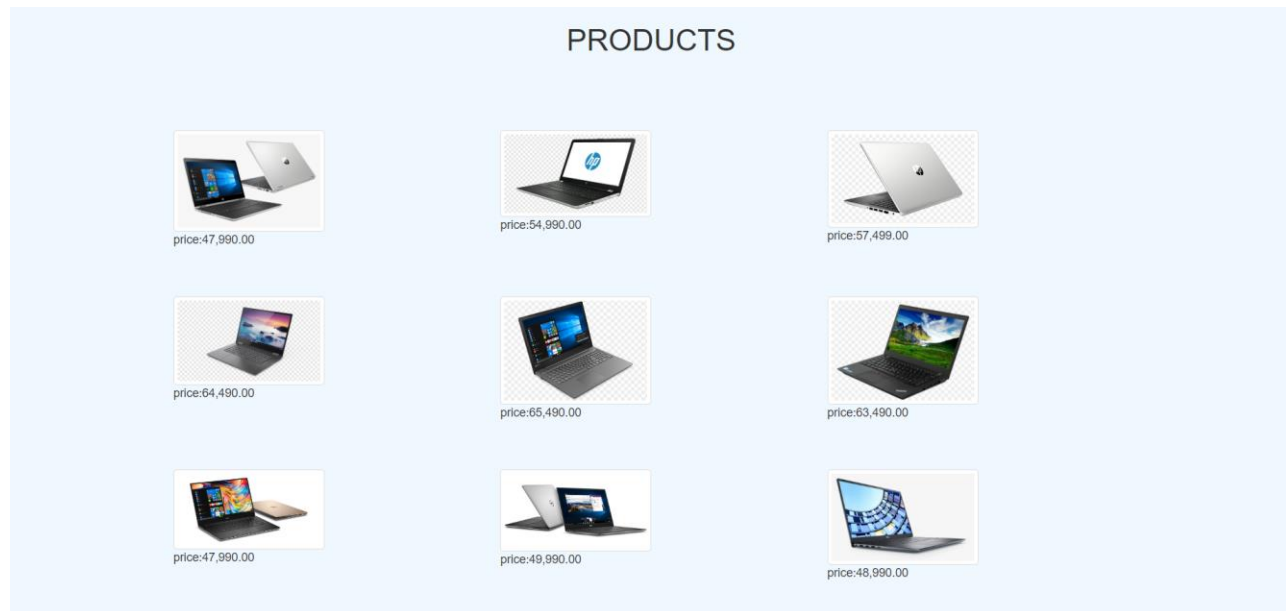 PRODUCTS
hp
price:47,990.00
price:54,990.00
price:57,499.00
price:64,490.00
price:65,490.00
price:63,490.00
price:47,990.00
price:49,990.00
price:48,990.00